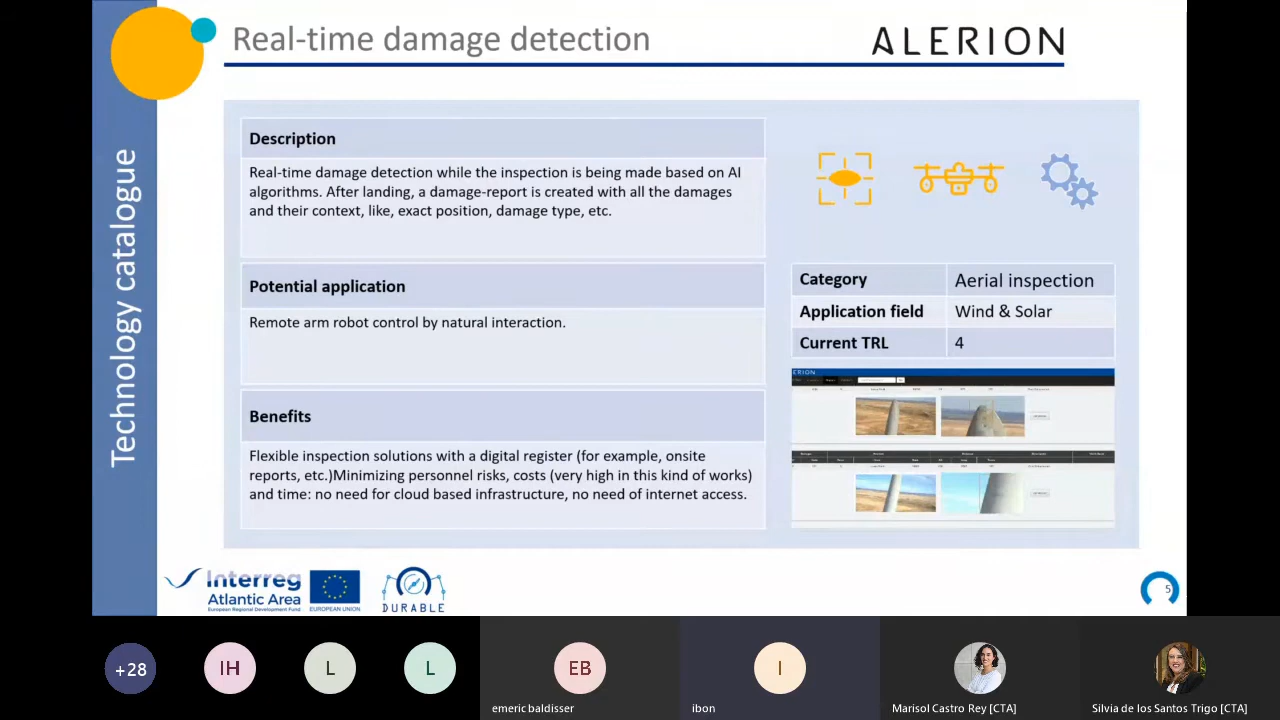 Real-time damage detection
ALERION
Technology catalogue
Description
Real-time damage detection while the inspection is being made based on AI
algorithms. After landing, a damage-report is created with all the damages
and their context, like, exact position, damage type, etc.
Potential application
Remote arm robot control by natural interaction.
Benefits
Flexible inspection solutions with a digital register (for example, onsite
reports, etc.)Minimizing personnel risks, costs (very high in this kind of works)
and time: no need for cloud based infrastructure, no need of internet access.
Category Aerial inspection
Application field Wind & Solar
Current TRL 4
Interreg
Atlantic Area
European Regional Development Fund
EUROPEAN UNION
DURABLE
5
+28
IH
L
L
EB
I
emeric baldisser
ibon
Marisol Castro Rey [CTA]
Silvia de los Santos Trigo [CTA]